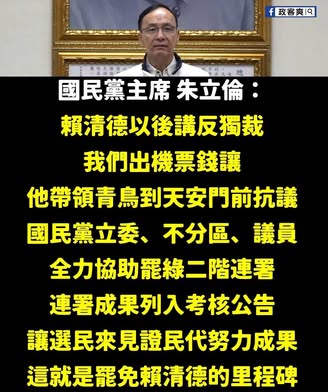 政客爽
國民黨主席 朱立倫：
賴清德以後講反獨裁
我們出機票錢讓
他帶領青鳥到天安門前抗議
國民黨立委、不分區、議員
全力協助罷綠二階連署
連署成果列入考核公告
讓選民來見證民代努力成果
這就是罷免賴清德的里程碑